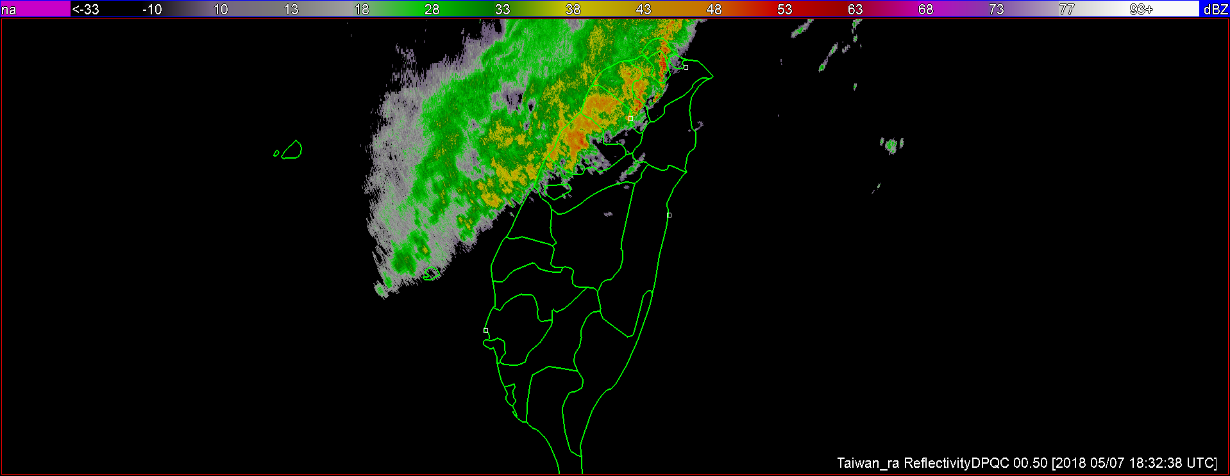 na <-33 -10 10 13 18 28 33 38 43 48 53 63 68 73 77 98+ dBZ
Taiwan_ra ReflectivityDPQC 00.50 [2018 05/07 18:32:38 UTC]